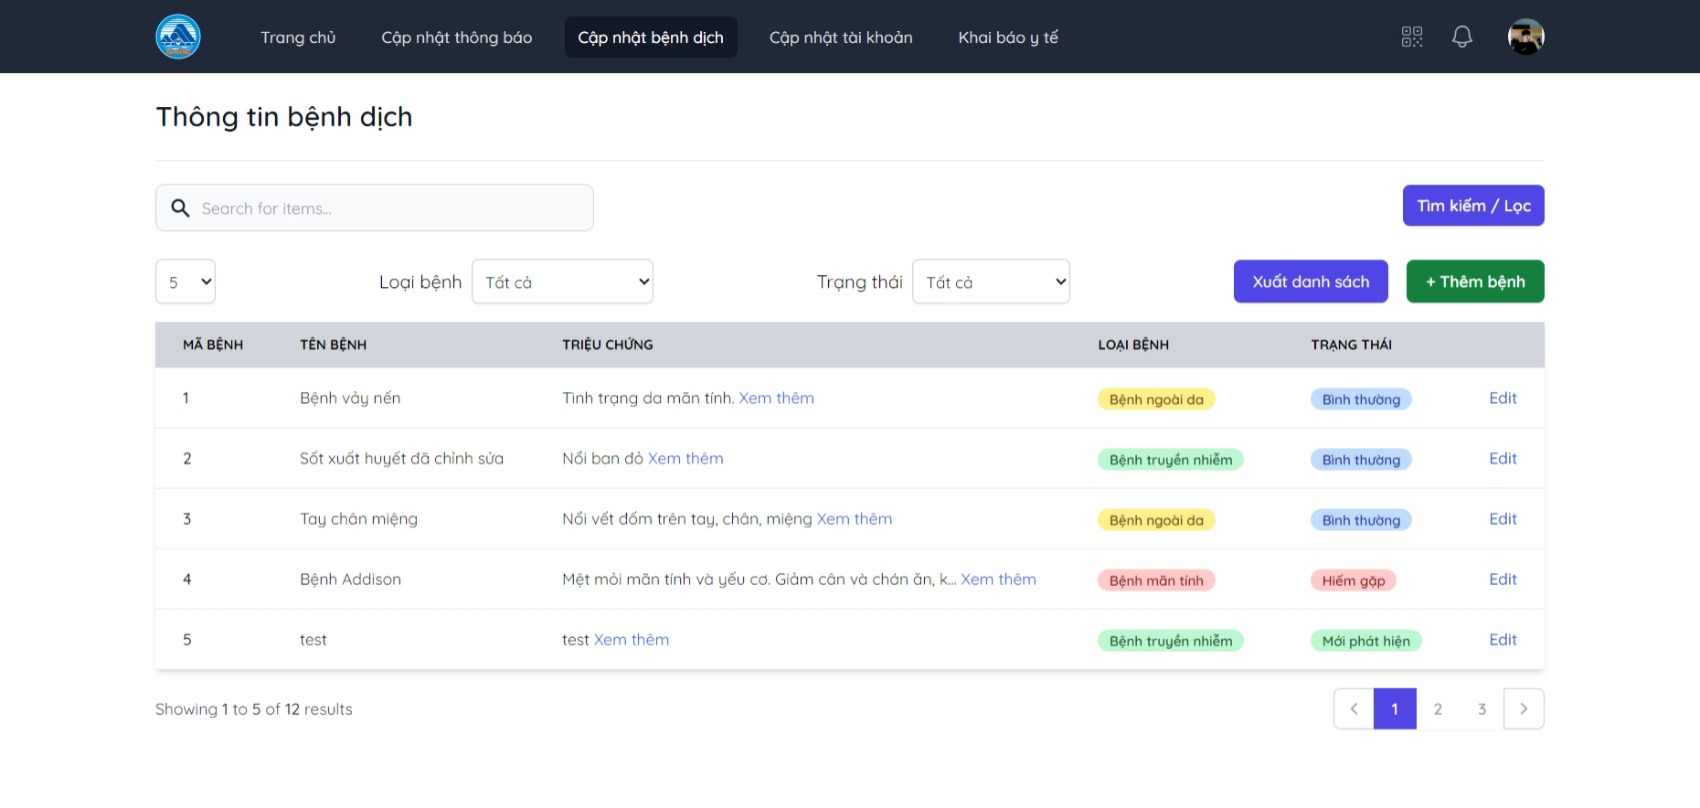 Trang chủ Cập nhật thông báo Cập nhật bệnh dịch Cập nhật tài khoản Khai báo y tế
Thông tin bệnh dịch
Search for items...
Tìm kiếm / Lọc
5 Loại bệnh Tất cả Trạng thái Tất cả Xuất danh sách + Thêm bệnh
MÃ BỆNH TÊN BỆNH TRIỆU CHỨNG LOẠI BỆNH TRẠNG THÁI
1 Bệnh vảy nến Tình trạng da mãn tính. Xem thêm Bệnh ngoài da Bình thường Edit
2 Sốt xuất huyết đã chỉnh sửa Nổi ban đỏ Xem thêm Bệnh truyền nhiễm Bình thường Edit
3 Tay chân miệng Nổi vết đốm trên tay, chân, miệng Xem thêm Bệnh ngoài da Bình thường Edit
4 Bệnh Addison Mệt mỏi mãn tính và yếu cơ. Giảm cân và chán ăn, k... Xem thêm Bệnh mãn tính Hiếm gặp Edit
5 test test Xem thêm Bệnh truyền nhiễm Mới phát hiện Edit
Showing 1 to 5 of 12 results
1 2 3